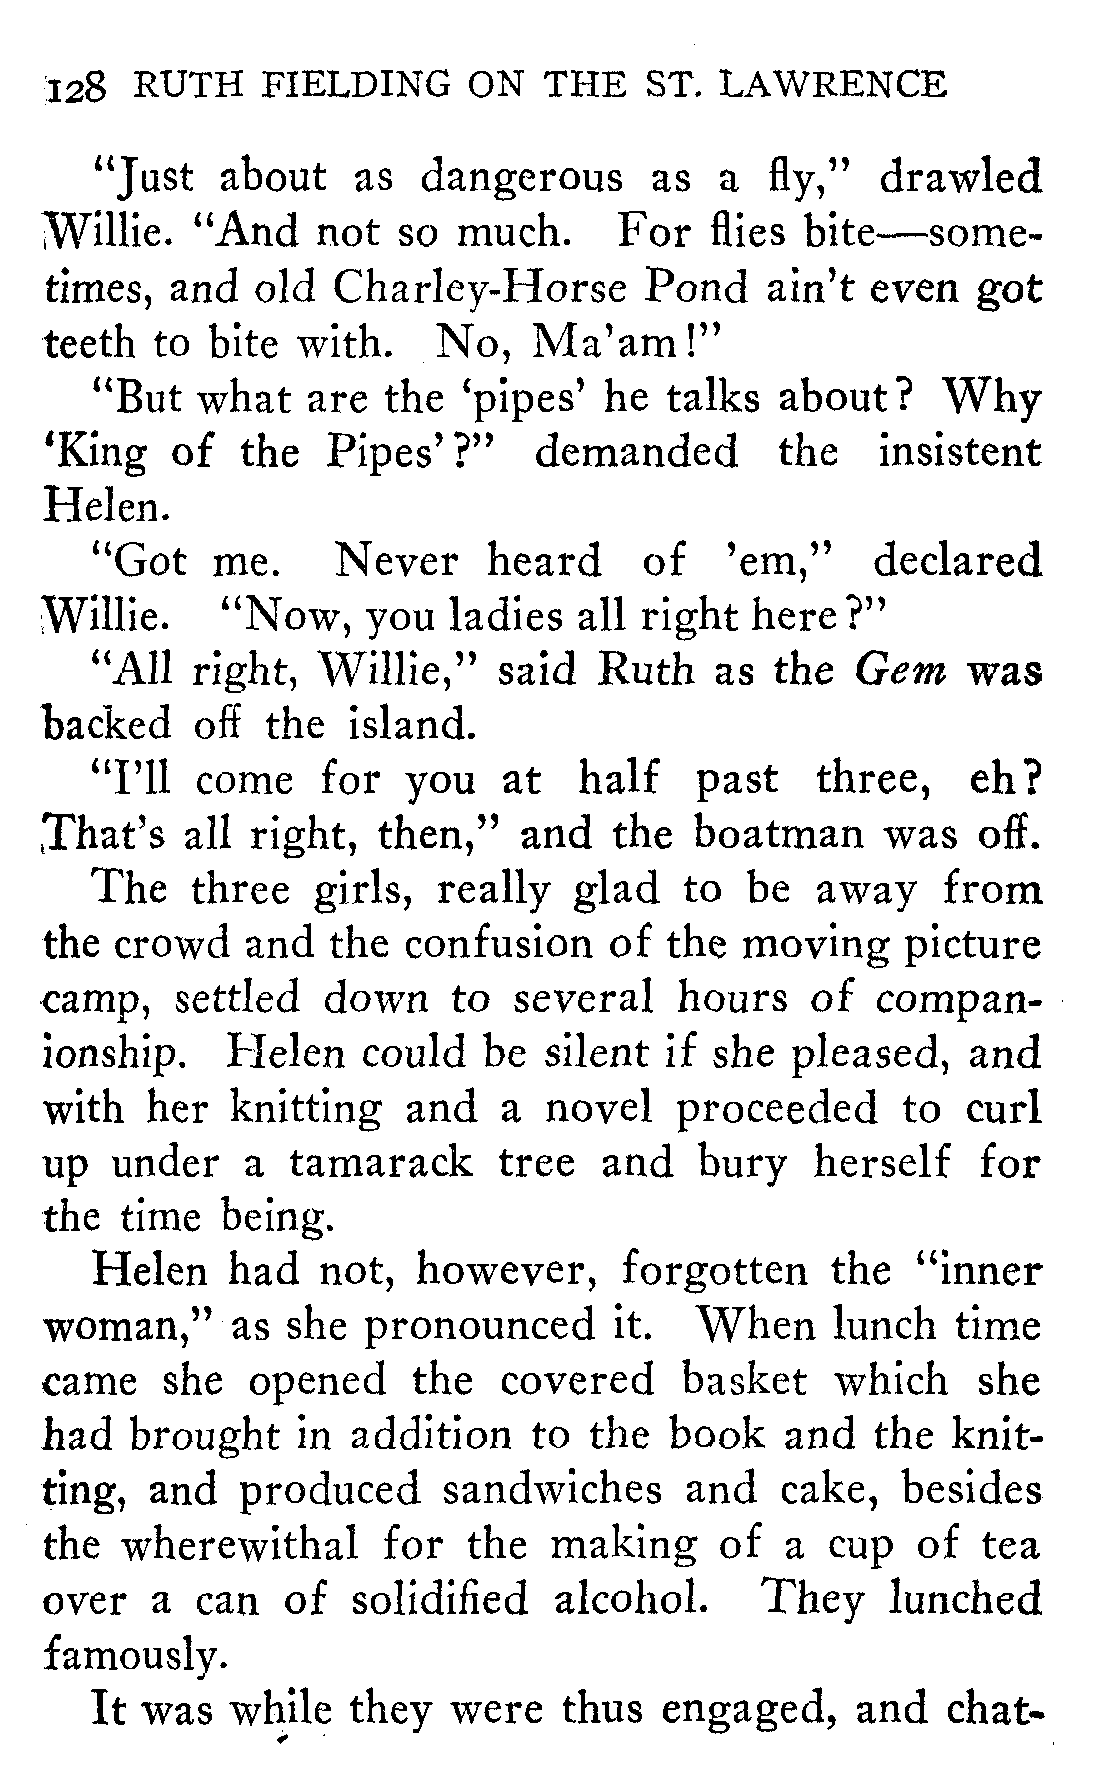 128 RUTH FIELDING ON THE ST. LAWRENCE
“Just about as dangerous as a fly,” drawled
Willie. “And not so much. For flies bite—some-
times, and old Charley-Horse Pond ain’t even got
teeth to bite with. No, Ma’am!”
“But what are the ‘pipes’ he talks about? Why
‘King of the Pipes’?” demanded the insistent
Helen.
“Got me. Never heard of ’em,” declared
Willie. “Now, you ladies all right here?”
“All right, Willie,” said Ruth as the Gem was
backed off the island.
“I’ll come for you at half past three, eh?
That’s all right, then,” and the boatman was off.
The three girls, really glad to be away from
the crowd and the confusion of the moving picture
camp, settled down to several hours of compan-
ionship. Helen could be silent if she pleased, and
with her knitting and a novel proceeded to curl
up under a tamarack tree and bury herself for
the time being.
Helen had not, however, forgotten the “inner
woman,” as she pronounced it. When lunch time
came she opened the covered basket which she
had brought in addition to the book and the knit-
ting, and produced sandwiches and cake, besides
the wherewithal for the making of a cup of tea
over a can of solidified alcohol. They lunched
famously.
It was while they were thus engaged, and chat-